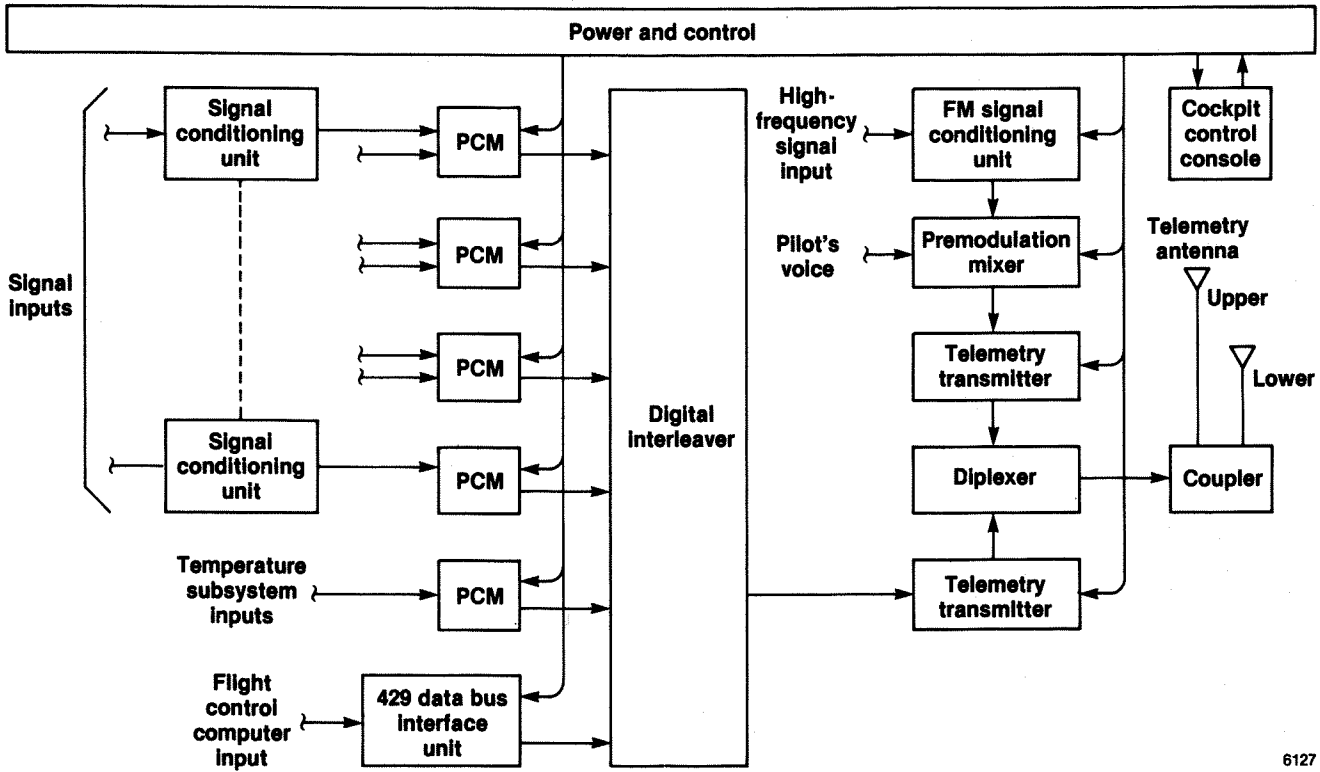 Power and control
Signal
inputs
Signal
conditioning
unit
Signal
conditioning
unit
PCM
PCM
PCM
PCM
Temperature
subsystem
inputs
PCM
Flight
control
computer
input
429 data bus
interface
unit
Digital
interleaver
High-
frequency
signal
input
FM signal
conditioning
unit
Pilot's
voice
Premodulation
mixer
Telemetry
transmitter
Diplexer
Telemetry
transmitter
Cockpit
control
console
Telemetry
antenna
Upper
Lower
Coupler
6127